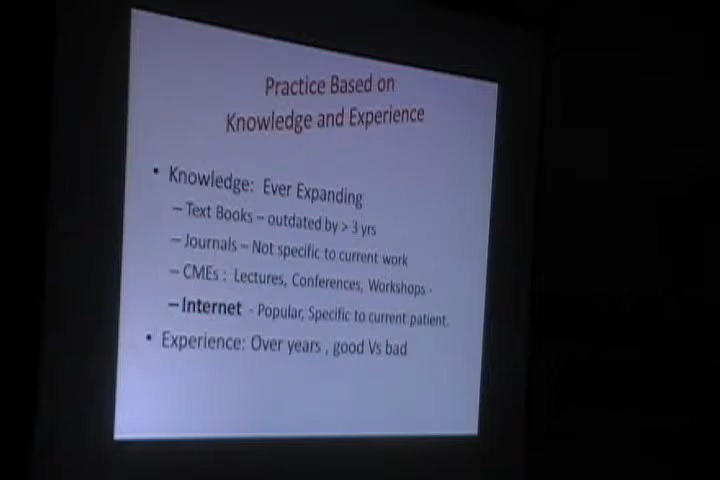 Practice Based on
Knowledge and Experience
• Knowledge: Ever Expanding
– Text Books – outdated by > 3 yrs
– Journals – Not specific to current work
– CMEs : Lectures, Conferences, Workshops -
– Internet - Popular, Specific to current patient.
• Experience: Over years , good Vs bad